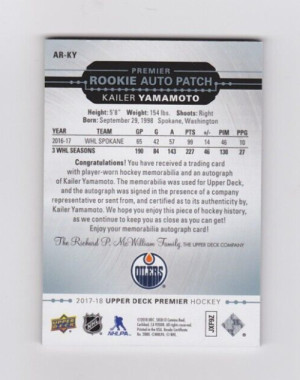 AR-KY
PREMIER
ROOKIE AUTO PATCH
KAILER YAMAMOTO
Height: 5'8" Weight: 154 lbs. Shoots: Right
Born: September 29, 1998 Spokane, Washington
YEAR TEAM GP G A PTS +/- PIM PPG
2016-17 WHL SPOKANE 65 42 57 99 14 46 10
3 WHL SEASONS 190 84 143 227 46 130 27
Congratulations! You have received a trading card
with player-worn hockey memorabilia and an autograph
of Kailer Yamamoto. The memorabilia was used for Upper Deck,
and the autograph was signed in the presence of a company
representative or sent from, and certified as to its authenticity by,
Kailer Yamamoto. We hope you enjoy this piece of hockey history,
as we continue to keep you as close as you can get!
Enjoy your memorabilia autograph card!
The Richard P. McWilliam Family, THE UPPER DECK COMPANY
OILERS
2017-18 UPPER DECK PREMIER HOCKEY
UPPER DECK
NHL
NHLPA